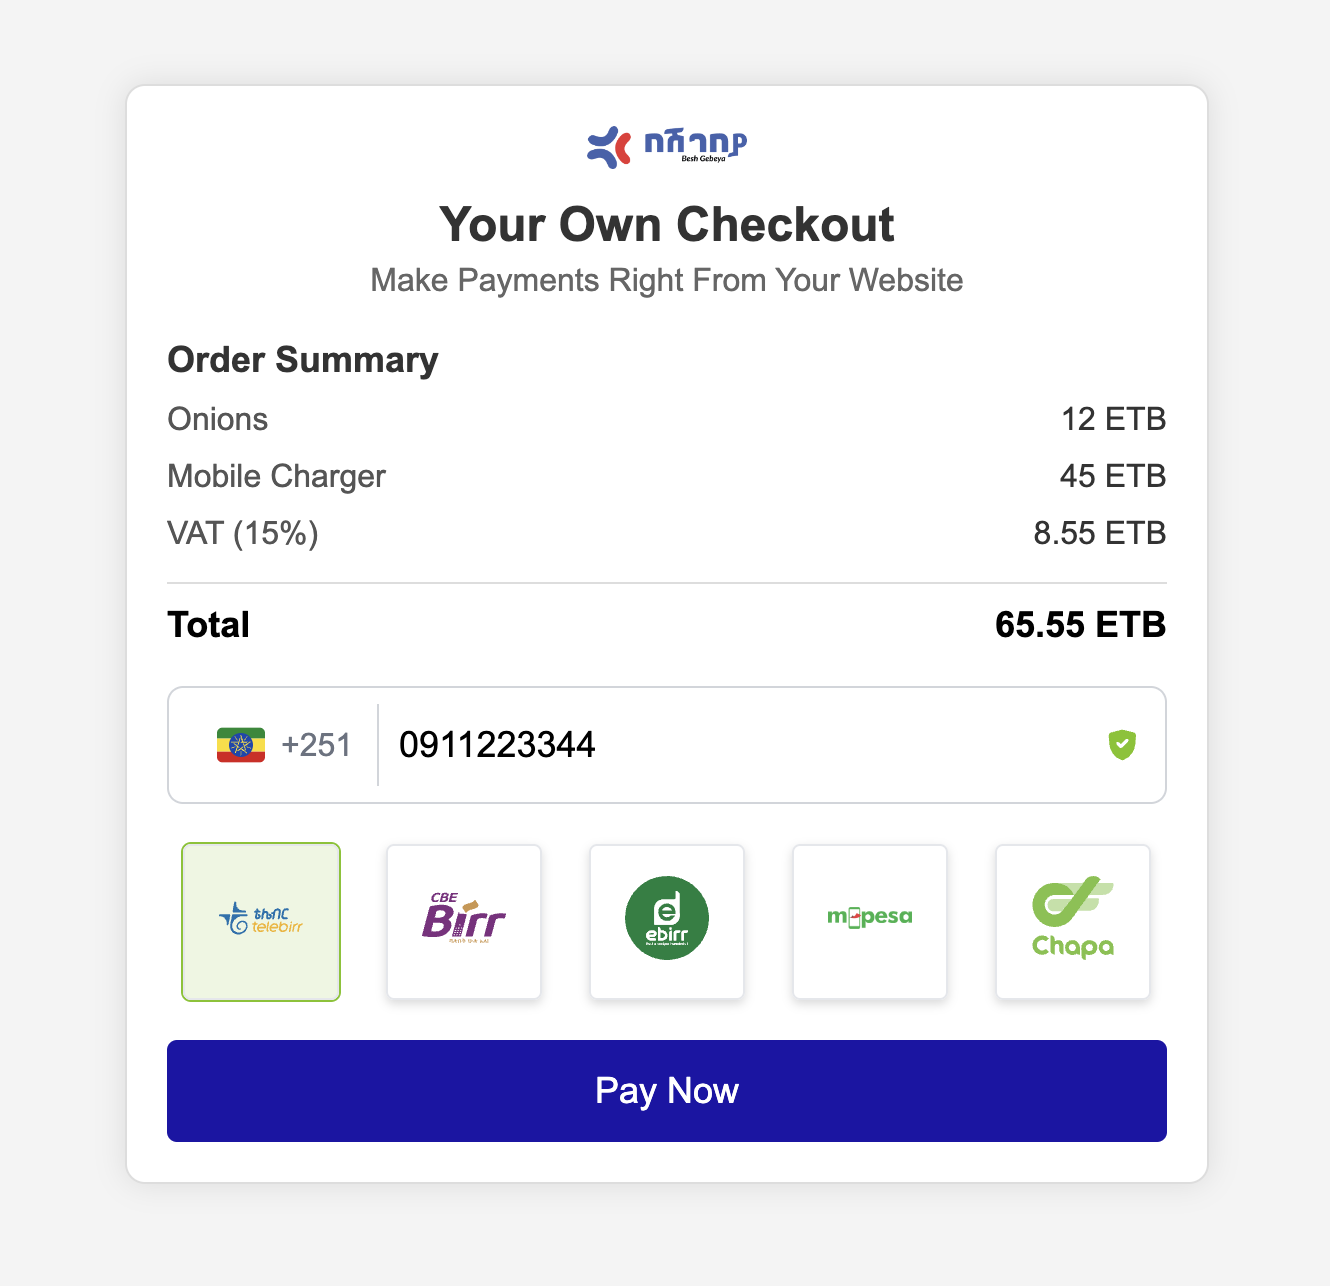 በሽ ገበያ
Besh Gebeya
Your Own Checkout
Make Payments Right From Your Website
Order Summary
Onions 12 ETB
Mobile Charger 45 ETB
VAT (15%) 8.55 ETB
Total 65.55 ETB
+251 0911223344
ቴሌብር telebirr
CBE Birr
ebirr
m-pesa
Chapa
Pay Now